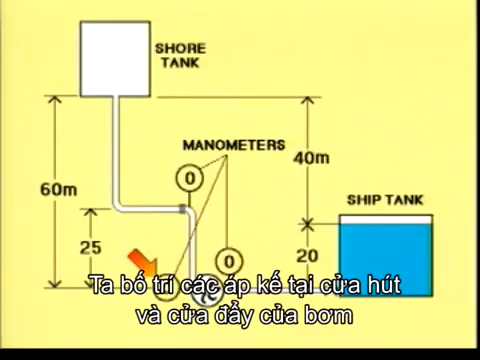 SHORE
TANK
MANOMETERS
40m
0
60m
SHIP TANK
25
20
0
Ta bố trí các áp kế tại cửa hút
và cửa đẩy của bơm